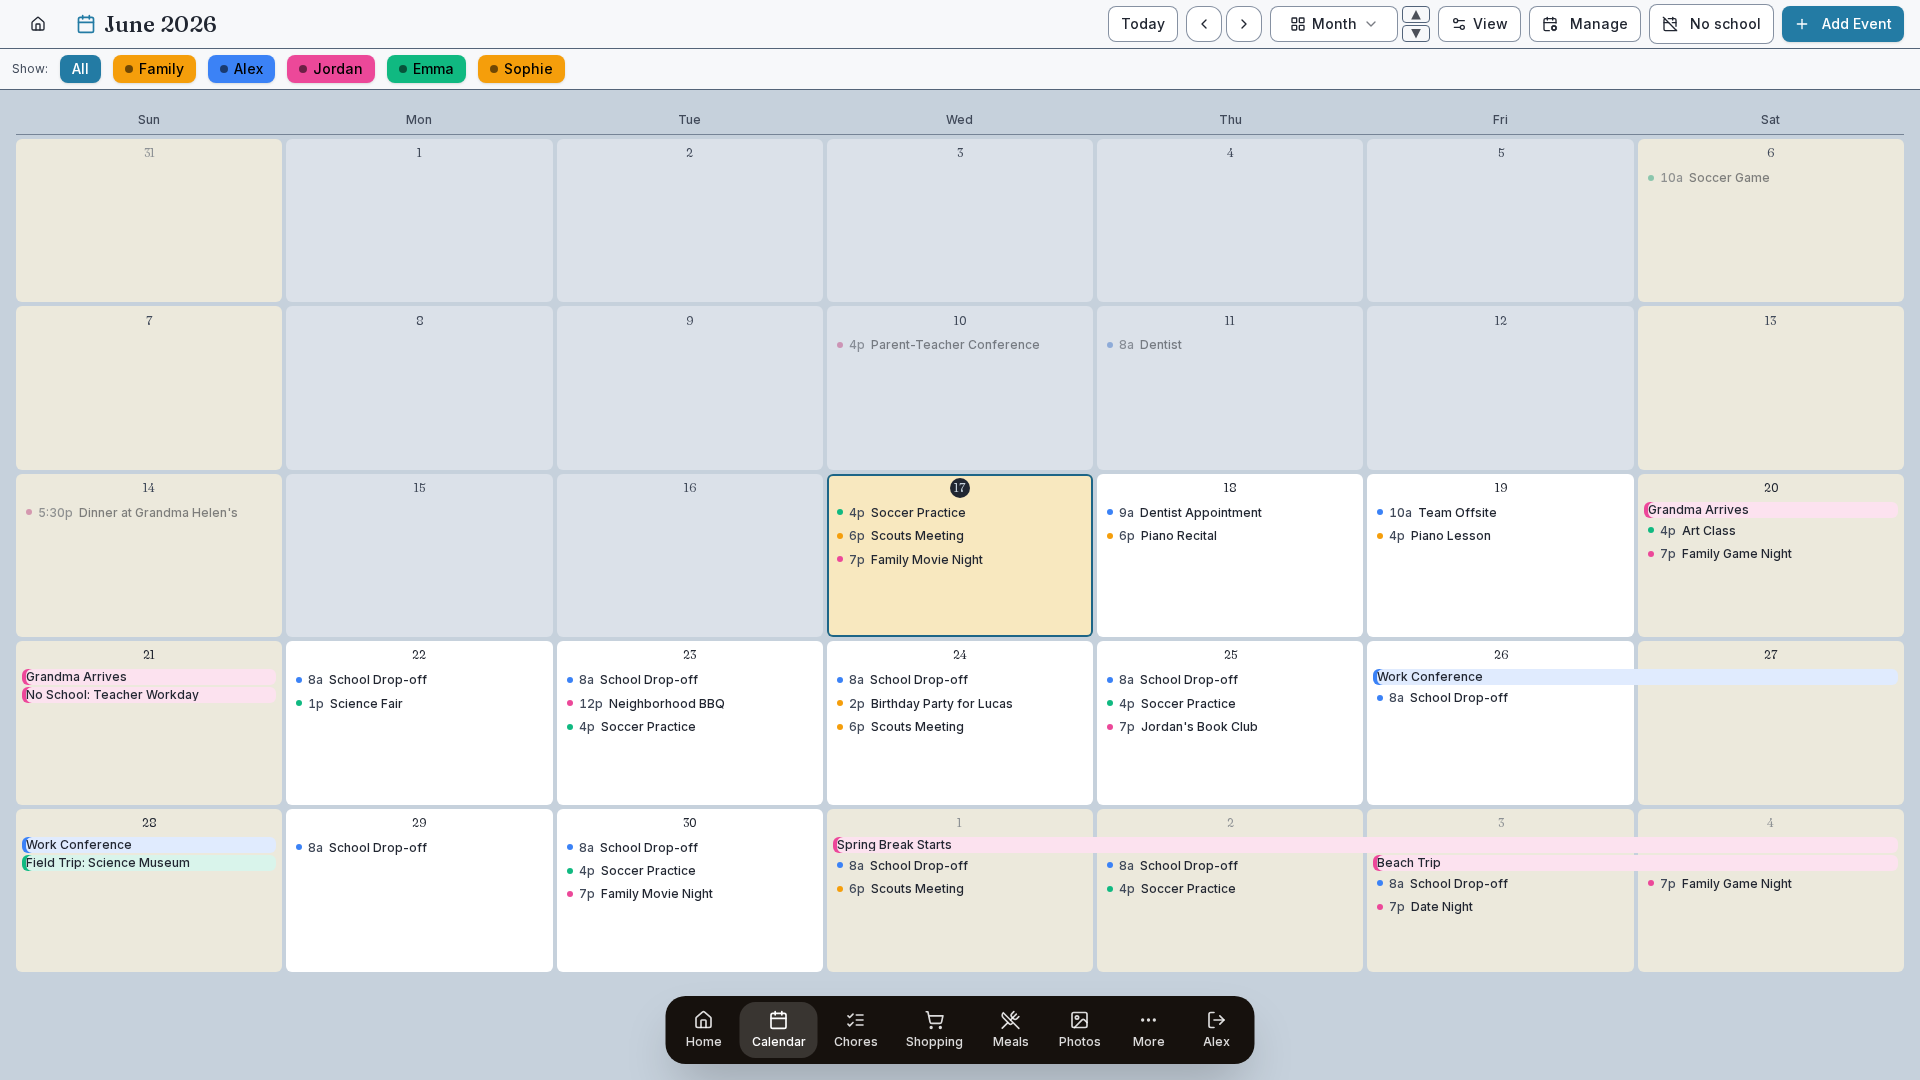 June 2026
Today
Month
View
Manage
No school
Add Event
Show:
All
Family
Alex
Jordan
Emma
Sophie
Sun Mon Tue Wed Thu Fri Sat
31 1 2 3 4 5 6
10a Soccer Game
7 8 9 10 11 12 13
4p Parent-Teacher Conference
8a Dentist
14 15 16 17 18 19 20
5:30p Dinner at Grandma Helen's
4p Soccer Practice
6p Scouts Meeting
7p Family Movie Night
9a Dentist Appointment
6p Piano Recital
10a Team Offsite
4p Piano Lesson
Grandma Arrives
4p Art Class
7p Family Game Night
21 22 23 24 25 26 27
Grandma Arrives
No School: Teacher Workday
8a School Drop-off
1p Science Fair
8a School Drop-off
12p Neighborhood BBQ
4p Soccer Practice
8a School Drop-off
2p Birthday Party for Lucas
6p Scouts Meeting
8a School Drop-off
4p Soccer Practice
7p Jordan's Book Club
Work Conference
8a School Drop-off
28 29 30 1 2 3 4
Work Conference
Field Trip: Science Museum
8a School Drop-off
8a School Drop-off
4p Soccer Practice
7p Family Movie Night
Spring Break Starts
8a School Drop-off
6p Scouts Meeting
8a School Drop-off
4p Soccer Practice
Beach Trip
8a School Drop-off
7p Date Night
7p Family Game Night
Home
Calendar
Chores
Shopping
Meals
Photos
More
Alex